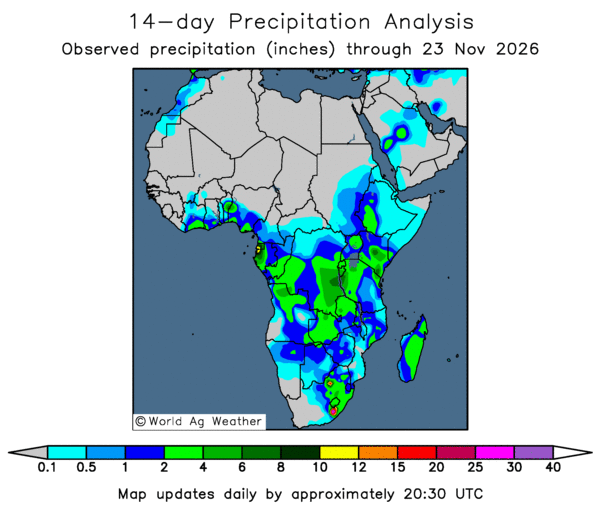 14-day Precipitation Analysis
Observed precipitation (inches) through 23 Nov 2026
© World Ag Weather
0.1 0.5 1 2 4 6 8 10 12 15 20 25 30 40
Map updates daily by approximately 20:30 UTC